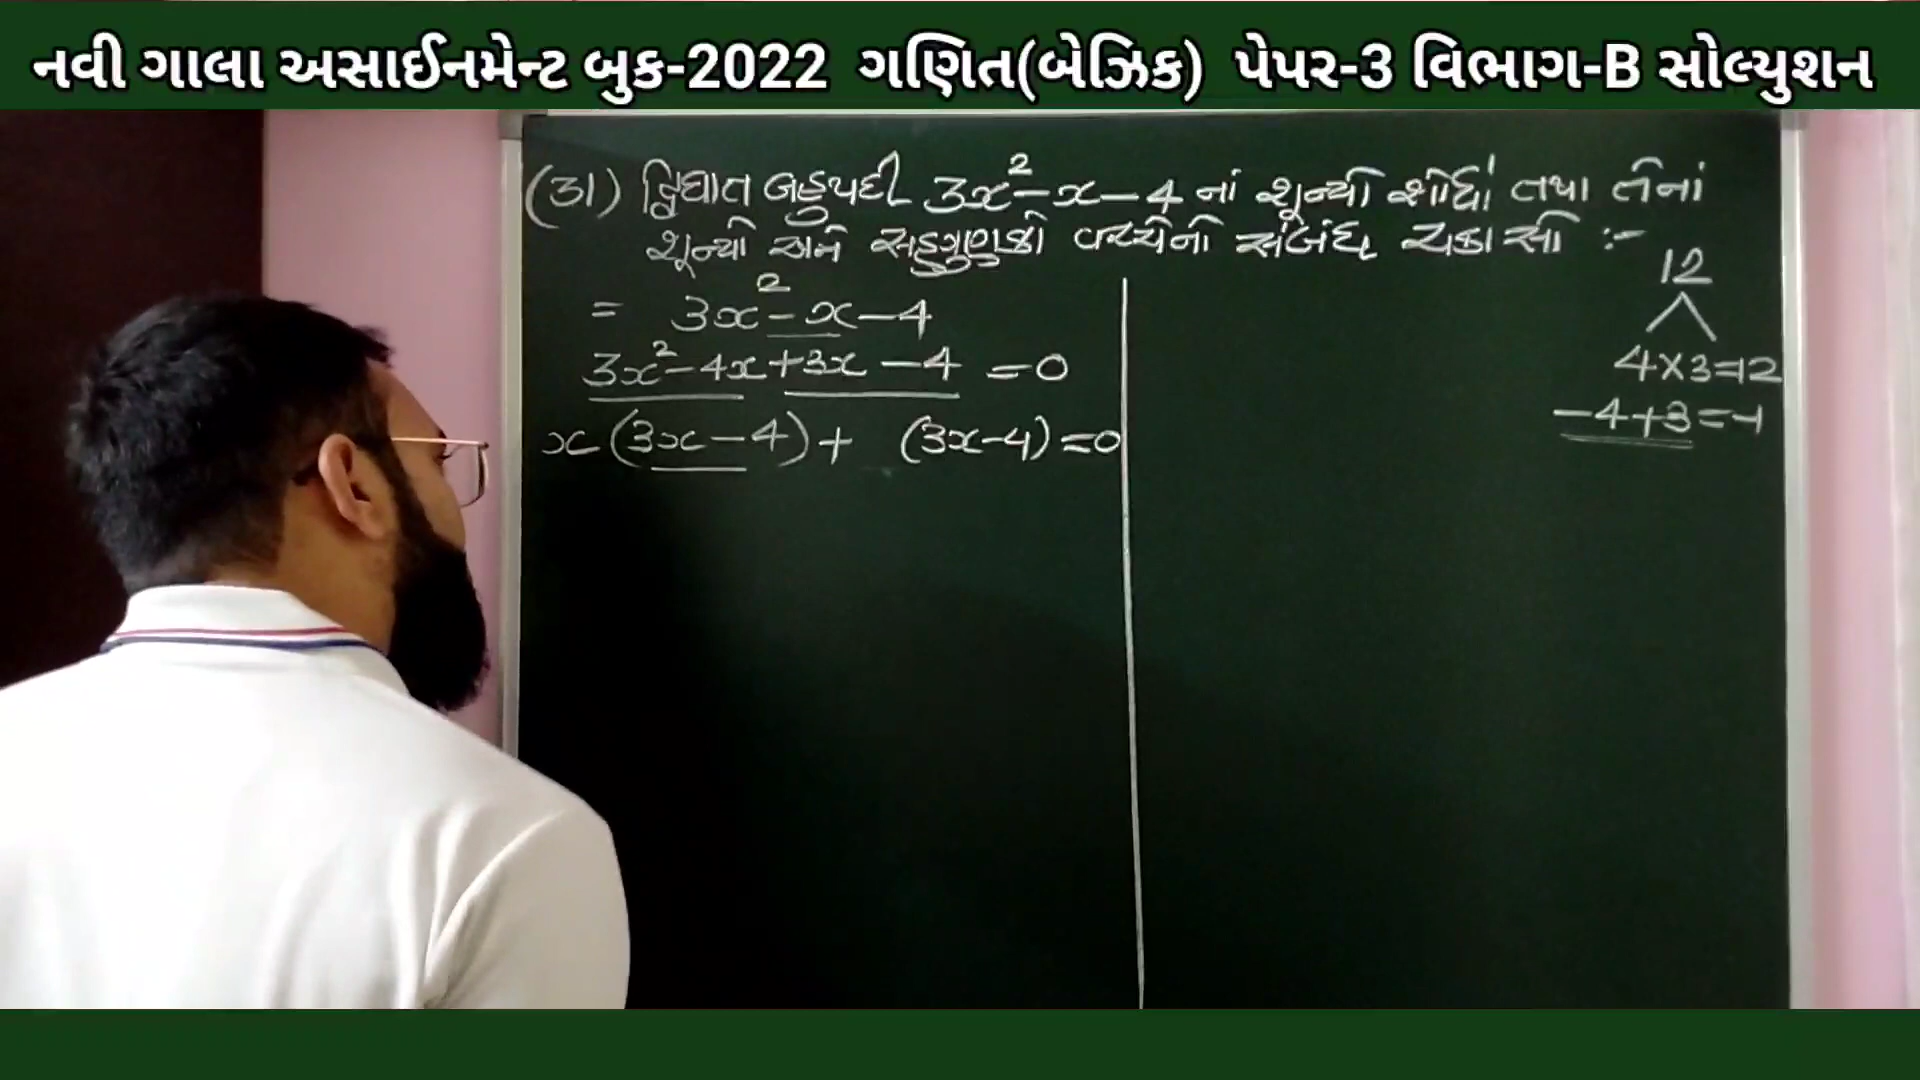 નવી ગાલા અસાઈનમેન્ટ બુક-2022 ગણિત(બેઝિક) પેપર-3 વિભાગ-B સોલ્યુશન
(31) દ્વિઘાત બહુપદી 3x²-x-4 નાં શૂન્યો શોધો તથા તેનાં
શૂન્યો અને સહગુણકો વચ્ચેનો સંબંધ ચકાસો :-
= 3x²-x-4
3x²-4x+3x-4 =0
x(3x-4)+ (3x-4)=0
12
4×3=12
-4+3=-1